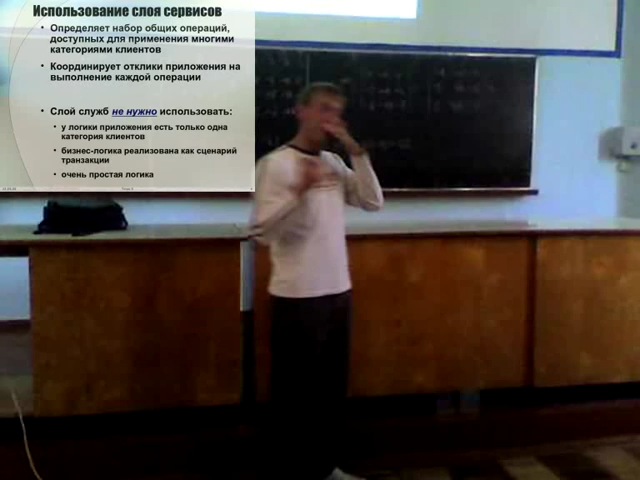 Использование слоя сервисов
• Определяет набор общих операций,
доступных для применения многими
категориями клиентов
• Координирует отклики приложения на
выполнение каждой операции
• Слой служб не нужно использовать:
• у логики приложения есть только одна
категория клиентов
• бизнес-логика реализована как сценарий
транзакции
• очень простая логика